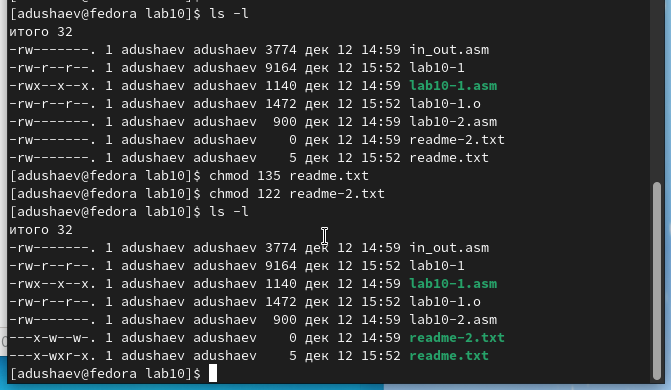 [adushaev@fedora lab10]$ ls -l
итого 32
-rw-------. 1 adushaev adushaev 3774 дек 12 14:59 in_out.asm
-rw-r--r--. 1 adushaev adushaev 9164 дек 12 15:52 lab10-1
-rwx--x--x. 1 adushaev adushaev 1140 дек 12 14:59 lab10-1.asm
-rw-r--r--. 1 adushaev adushaev 1472 дек 12 15:52 lab10-1.o
-rw-------. 1 adushaev adushaev  900 дек 12 14:59 lab10-2.asm
-rw-------. 1 adushaev adushaev    0 дек 12 14:59 readme-2.txt
-rw-------. 1 adushaev adushaev    5 дек 12 15:52 readme.txt
[adushaev@fedora lab10]$ chmod 135 readme.txt
[adushaev@fedora lab10]$ chmod 122 readme-2.txt
[adushaev@fedora lab10]$ ls -l
итого 32
-rw-------. 1 adushaev adushaev 3774 дек 12 14:59 in_out.asm
-rw-r--r--. 1 adushaev adushaev 9164 дек 12 15:52 lab10-1
-rwx--x--x. 1 adushaev adushaev 1140 дек 12 14:59 lab10-1.asm
-rw-r--r--. 1 adushaev adushaev 1472 дек 12 15:52 lab10-1.o
-rw-------. 1 adushaev adushaev  900 дек 12 14:59 lab10-2.asm
---x-w--w-. 1 adushaev adushaev    0 дек 12 14:59 readme-2.txt
---x-wxr-x. 1 adushaev adushaev    5 дек 12 15:52 readme.txt
[adushaev@fedora lab10]$